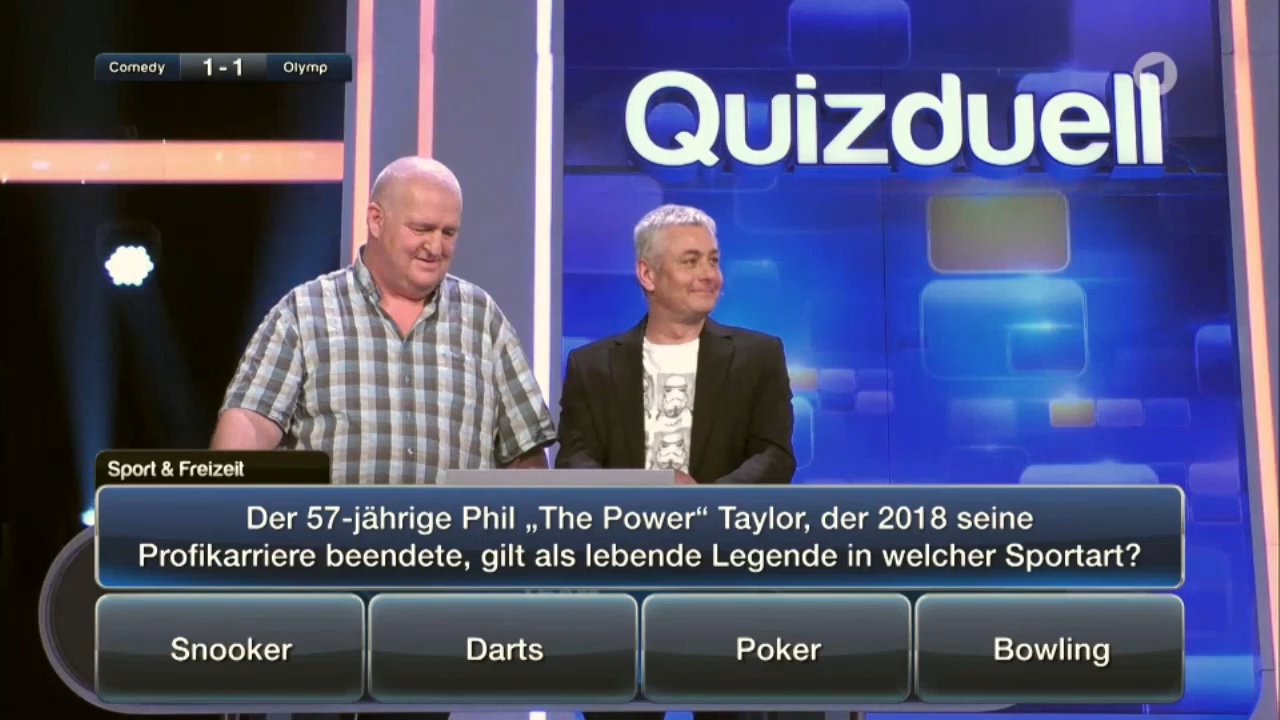 Comedy 1-1 Olymp
Quizduell
Sport & Freizeit
Der 57-jährige Phil „The Power“ Taylor, der 2018 seine
Profikarriere beendete, gilt als lebende Legende in welcher Sportart?
Snooker
Darts
Poker
Bowling